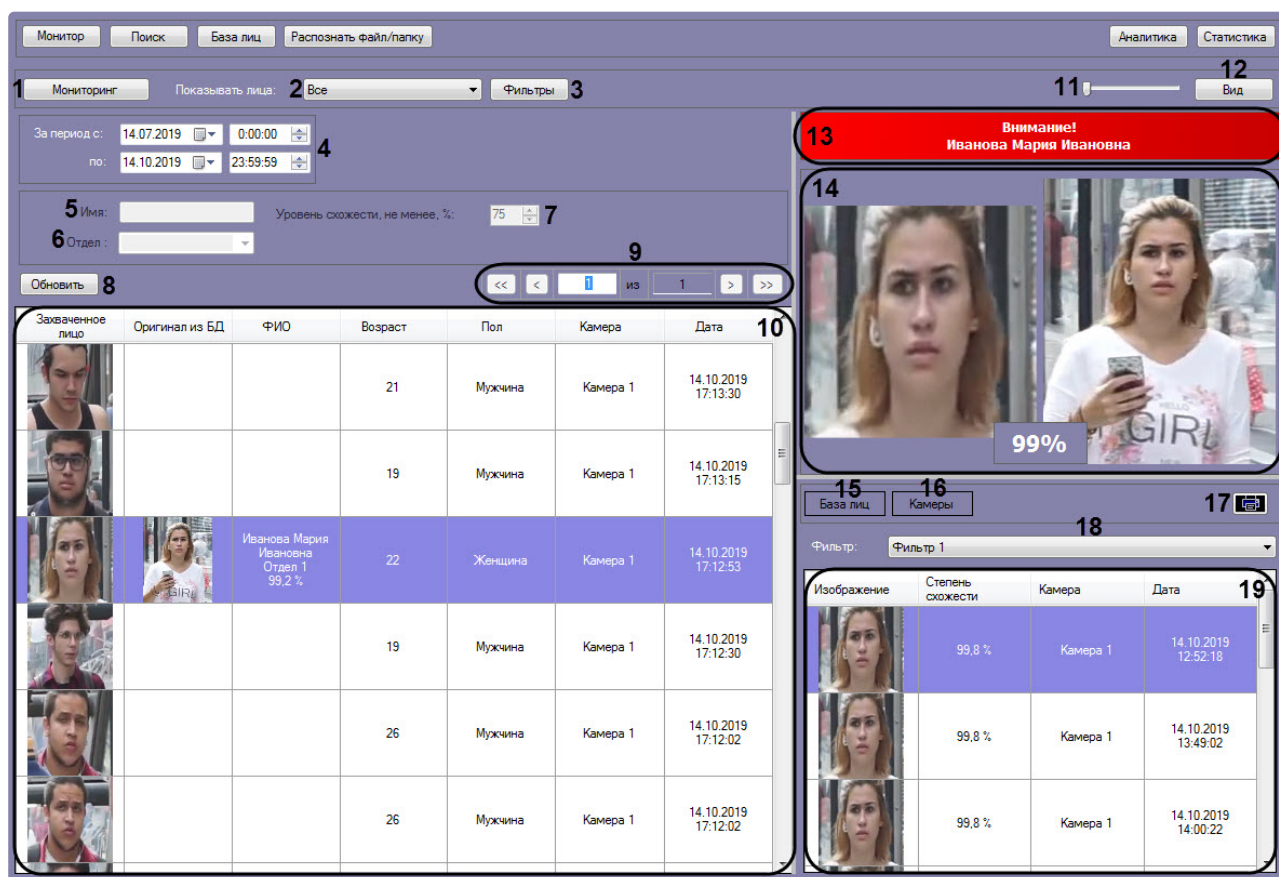 Монитор Поиск База лиц Распознать файл/папку Аналитика Статистика
12
1 Мониторинг Показывать лица: 2 Все Фильтры 3 11 Вид
За период с: 14.07.2019 0:00:00
4
по: 14.10.2019 23:59:59
13 Внимание!
Иванова Мария Ивановна
14
5 Имя: Уровень схожести, не менее, %: 75 7
6 Отдел :
9
Обновить 8 << < 1 из 1 > >>
Захваченное лицо Оригинал из БД ФИО Возраст Пол Камера Дата 10
21 Мужчина Камера 1 14.10.2019 17:13:30
19 Мужчина Камера 1 14.10.2019 17:13:15
Иванова Мария Ивановна Отдел 1 99,2 % 22 Женщина Камера 1 14.10.2019 17:12:53
19 Мужчина Камера 1 14.10.2019 17:12:30
26 Мужчина Камера 1 14.10.2019 17:12:02
26 Мужчина Камера 1 14.10.2019 17:12:02
HELLO
GIRL
99%
15 16
База лиц Камеры 17
18
Фильтр: Фильтр 1
Изображение Степень схожести Камера Дата 19
99,8 % Камера 1 14.10.2019 12:52:18
99,8 % Камера 1 14.10.2019 13:49:02
99,8 % Камера 1 14.10.2019 14:00:22